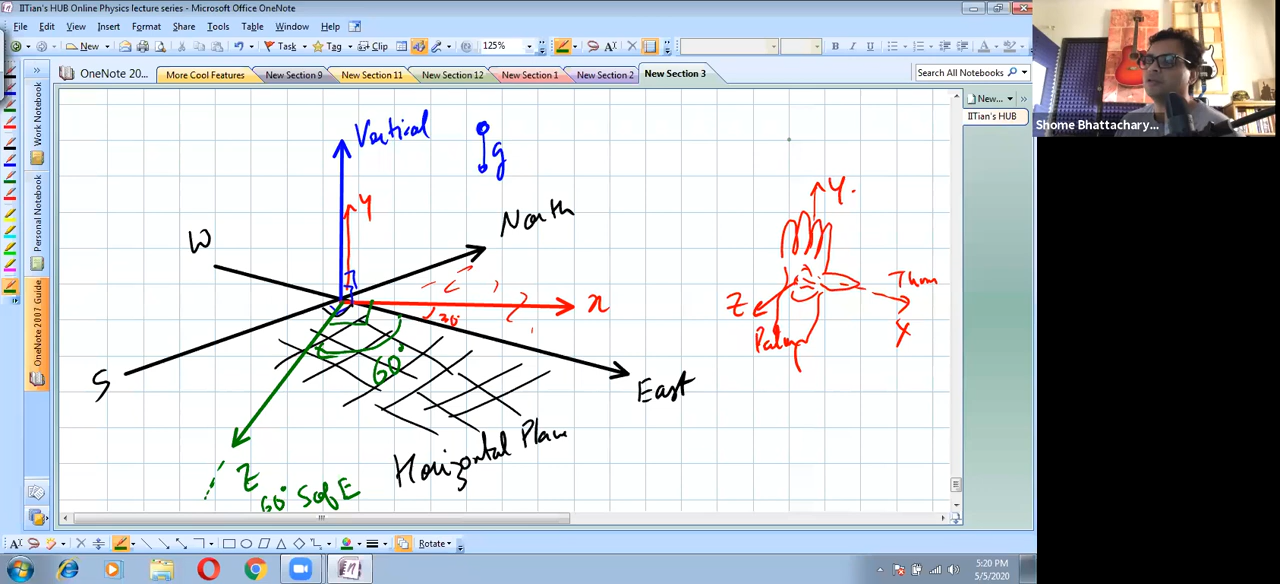 IITian's HUB Online Physics lecture series - Microsoft Office OneNote
File Edit View Insert Format Share Tools Table Window Help
New Task Tag Clip 125% A B I U A
OneNote 20... More Cool Features New Section 9 New Section 11 New Section 12 New Section 1 New Section 2 New Section 3 Search All Notebooks
New...
IITian's HUB
Shome Bhattachary...
Work Notebook
Personal Notebook
OneNote 2007 Guide
Vertical
g
Y
North
W
x
30°
60°
S
East
Horizontal Plane
Z
60° S of E
Y
Thum
Z
X
Palm
Rotate
5:20 PM
5/5/2020